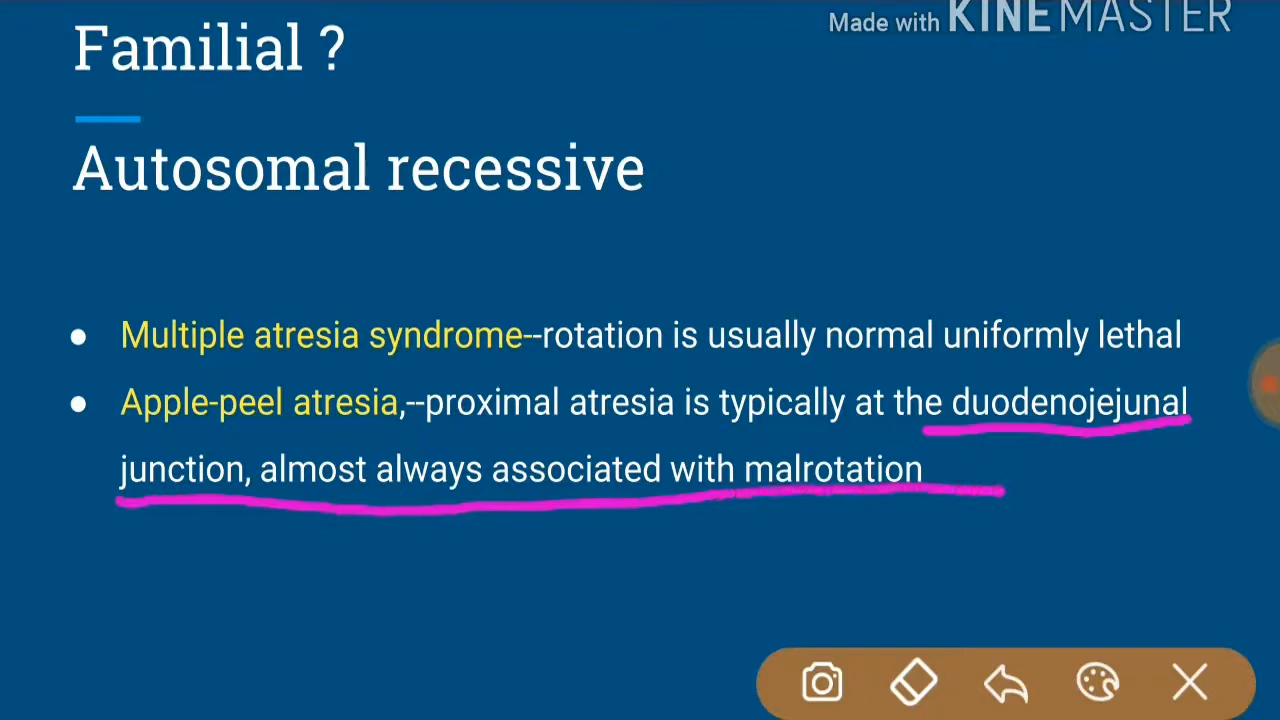 Made with KINEMASTER
Familial ?
Autosomal recessive
● Multiple atresia syndrome--rotation is usually normal uniformly lethal
● Apple-peel atresia,--proximal atresia is typically at the duodenojejunal
junction, almost always associated with malrotation